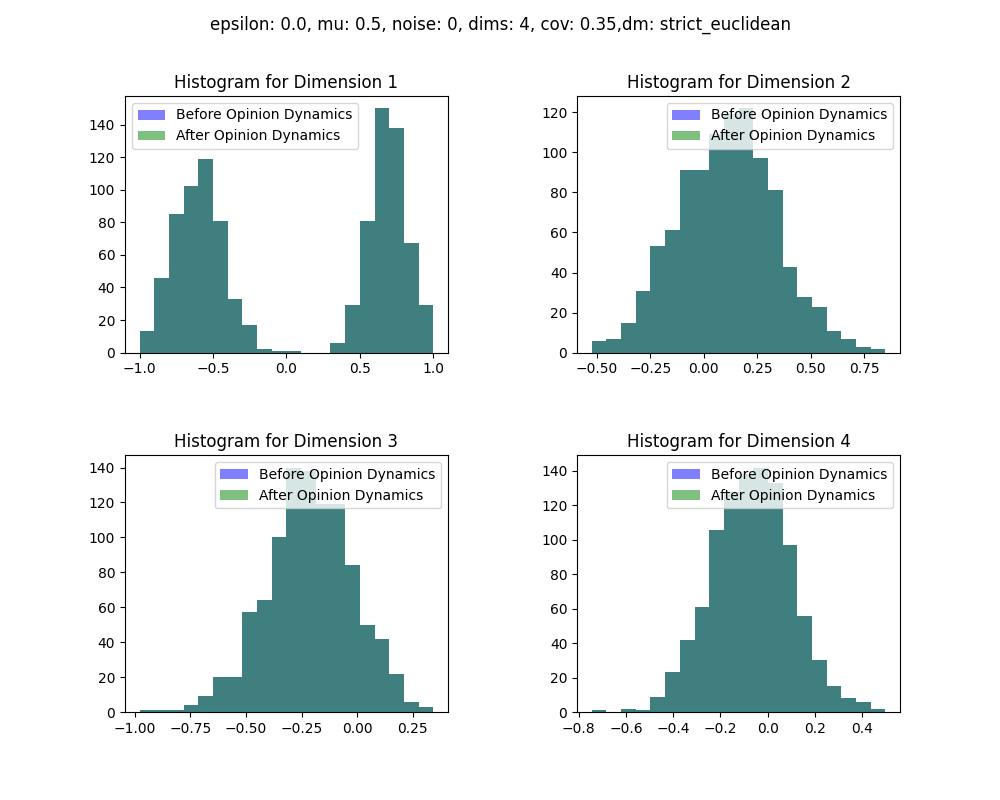 epsilon: 0.0, mu: 0.5, noise: 0, dims: 4, cov: 0.35,dm: strict_euclidean
Histogram for Dimension 1
Before Opinion Dynamics
After Opinion Dynamics
140
120
100
80
60
40
20
0
−1.0 −0.5 0.0 0.5 1.0
Histogram for Dimension 2
Before Opinion Dynamics
After Opinion Dynamics
120
100
80
60
40
20
0
−0.50 −0.25 0.00 0.25 0.50 0.75
Histogram for Dimension 3
Before Opinion Dynamics
After Opinion Dynamics
140
120
100
80
60
40
20
0
−1.00 −0.75 −0.50 −0.25 0.00 0.25
Histogram for Dimension 4
Before Opinion Dynamics
After Opinion Dynamics
140
120
100
80
60
40
20
0
−0.8 −0.6 −0.4 −0.2 0.0 0.2 0.4